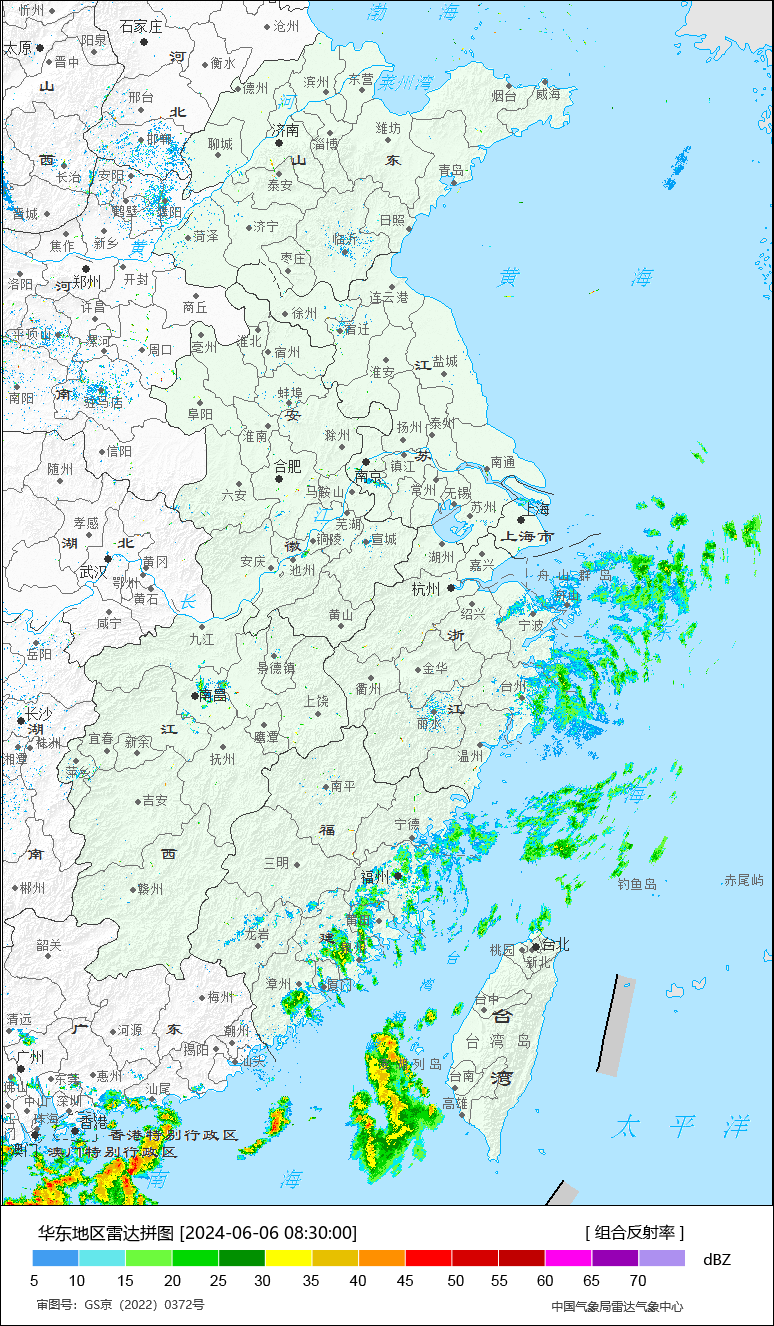 忻州
石家庄
沧州
渤 海
太原
阳泉
晋中
河
衡水
德州
滨州
东营
莱州湾
烟台
威海
山
邢台
北
河
济南
淄博
潍坊
邯郸
聊城
山 东
西
长治
安阳
泰安
青岛
晋城
鹤壁
濮阳
菏泽
济宁
日照
临沂
焦作
新乡
黄
枣庄
洛阳
河
郑州
开封
连云港
黄 海
许昌
商丘
徐州
宿迁
平顶山
漯河
周口
亳州
淮北
宿州
江
盐城
淮安
南阳
南
驻马店
阜阳
蚌埠
安
淮南
滁州
扬州
泰州
信阳
随州
合肥
南京
镇江
苏
南通
六安
马鞍山
常州
无锡
苏州
上海
孝感
湖 北
芜湖
江
上海市
徽
铜陵
宣城
湖州
嘉兴
武汉
黄冈
鄂州
黄石
安庆
池州
杭州
舟山群岛
舟山
长
咸宁
九江
黄山
绍兴
宁波
浙
岳阳
景德镇
金华
衢州
台州
东
南昌
上饶
江
丽水
长沙
湖
株洲
湘潭
宜春
新余
江
鹰潭
抚州
温州
萍乡
吉安
南平
海
南
西
福
宁德
三明
福州
郴州
赣州
钓鱼岛
赤尾屿
莆田
韶关
龙岩
建
台
桃园
台北
新北
漳州
厦门
湾
梅州
台中
清远
广 东
河源
潮州
海
台
台湾岛
广州
揭阳
汕头
澎湖列岛
佛山
东莞
惠州
汕尾
台南
湾
中山
深圳
高雄
珠海
香港
香港特别行政区
澳门
澳门特别行政区
太 平 洋
南 海
华东地区雷达拼图 [2024-06-06 08:30:00]
[ 组合反射率 ]
dBZ
5 10 15 20 25 30 35 40 45 50 55 60 65 70
审图号：GS京（2022）0372号
中国气象局雷达气象中心